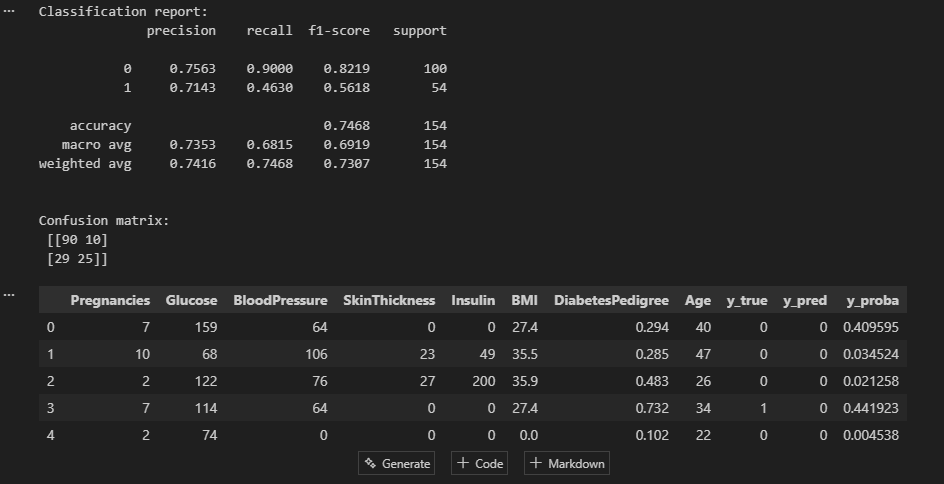 Classification report:
precision recall f1-score support
0 0.7563 0.9000 0.8219 100
1 0.7143 0.4630 0.5618 54
accuracy 0.7468 154
macro avg 0.7353 0.6815 0.6919 154
weighted avg 0.7416 0.7468 0.7307 154
Confusion matrix:
[[90 10]
[29 25]]
Pregnancies Glucose BloodPressure SkinThickness Insulin BMI DiabetesPedigree Age y_true y_pred y_proba
0 7 159 64 0 0 27.4 0.294 40 0 0 0.409595
1 10 68 106 23 49 35.5 0.285 47 0 0 0.034524
2 2 122 76 27 200 35.9 0.483 26 0 0 0.021258
3 7 114 64 0 0 27.4 0.732 34 1 0 0.441923
4 2 74 0 0 0 0.0 0.102 22 0 0 0.004538
Generate + Code + Markdown